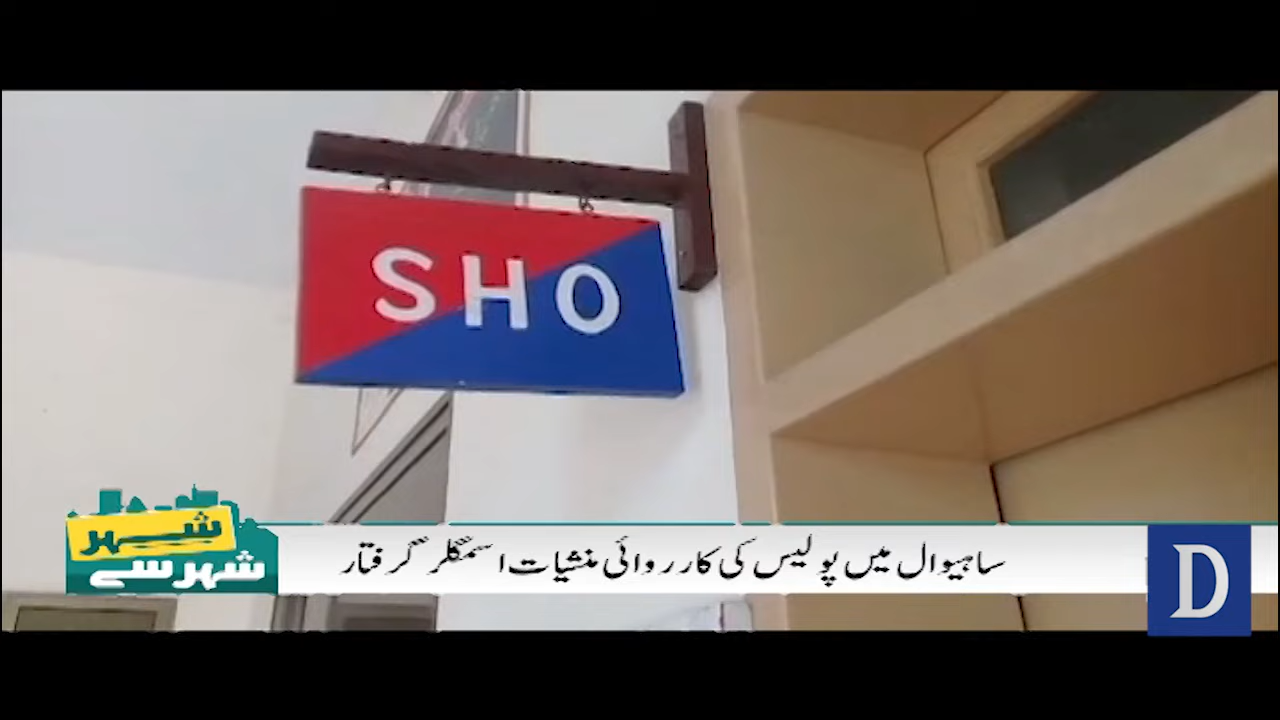 SHO
شہر
شہر سے
ساہیوال میں پولیس کی کارروائی منشیات اسمگلر گرفتار
D